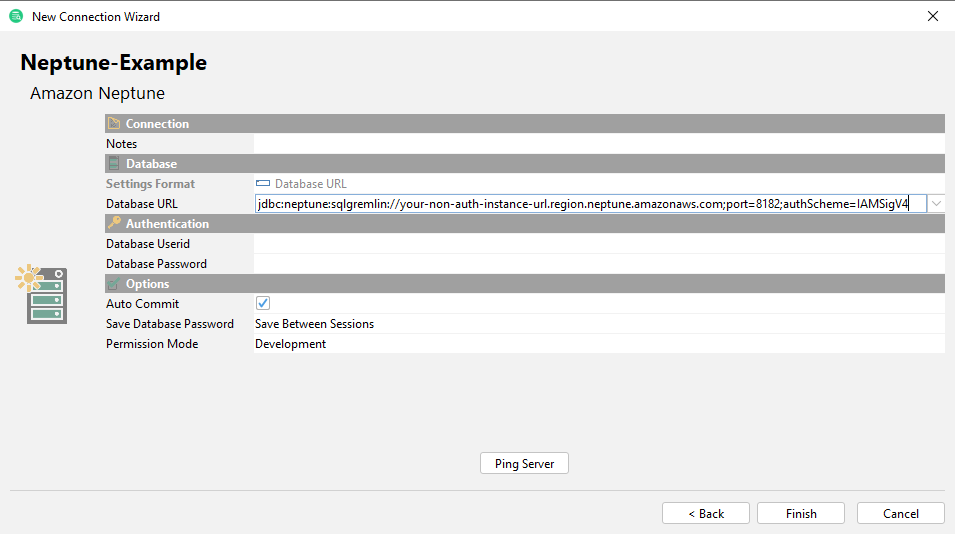 New Connection Wizard
Neptune-Example
Amazon Neptune
Connection
Notes
Database
Settings Format Database URL
Database URL jdbc:neptune:sqlgremlin://your-non-auth-instance-url.region.neptune.amazonaws.com;port=8182;authScheme=IAMSigV4
Authentication
Database Userid
Database Password
Options
Auto Commit
Save Database Password Save Between Sessions
Permission Mode Development
Ping Server
< Back Finish Cancel